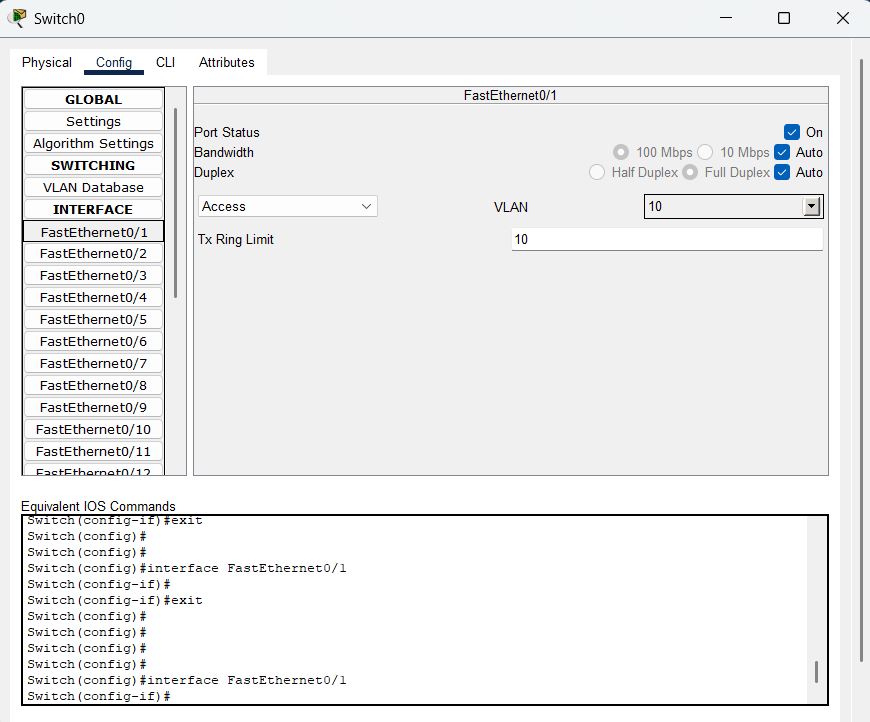 Switch0
Physical Config CLI Attributes
GLOBAL
Settings
Algorithm Settings
SWITCHING
VLAN Database
INTERFACE
FastEthernet0/1
FastEthernet0/2
FastEthernet0/3
FastEthernet0/4
FastEthernet0/5
FastEthernet0/6
FastEthernet0/7
FastEthernet0/8
FastEthernet0/9
FastEthernet0/10
FastEthernet0/11
FastEthernet0/12
FastEthernet0/1
Port Status On
Bandwidth 100 Mbps 10 Mbps Auto
Duplex Half Duplex Full Duplex Auto
Access VLAN 10
Tx Ring Limit 10
Equivalent IOS Commands
Switch(config-if)#exit
Switch(config)#
Switch(config)#
Switch(config)#interface FastEthernet0/1
Switch(config-if)#
Switch(config-if)#exit
Switch(config)#
Switch(config)#
Switch(config)#
Switch(config)#
Switch(config)#interface FastEthernet0/1
Switch(config-if)#